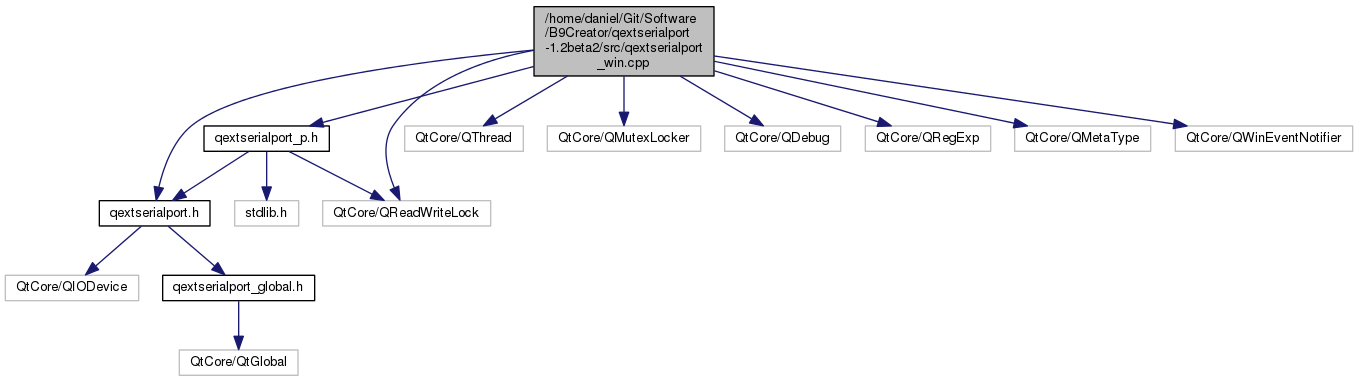 /home/daniel/Git/Software
/B9Creator/qextserialport
-1.2beta2/src/qextserialport
_win.cpp
qextserialport_p.h
QtCore/QThread
QtCore/QMutexLocker
QtCore/QDebug
QtCore/QRegExp
QtCore/QMetaType
QtCore/QWinEventNotifier
qextserialport.h
stdlib.h
QtCore/QReadWriteLock
QtCore/QIODevice
qextserialport_global.h
QtCore/QtGlobal